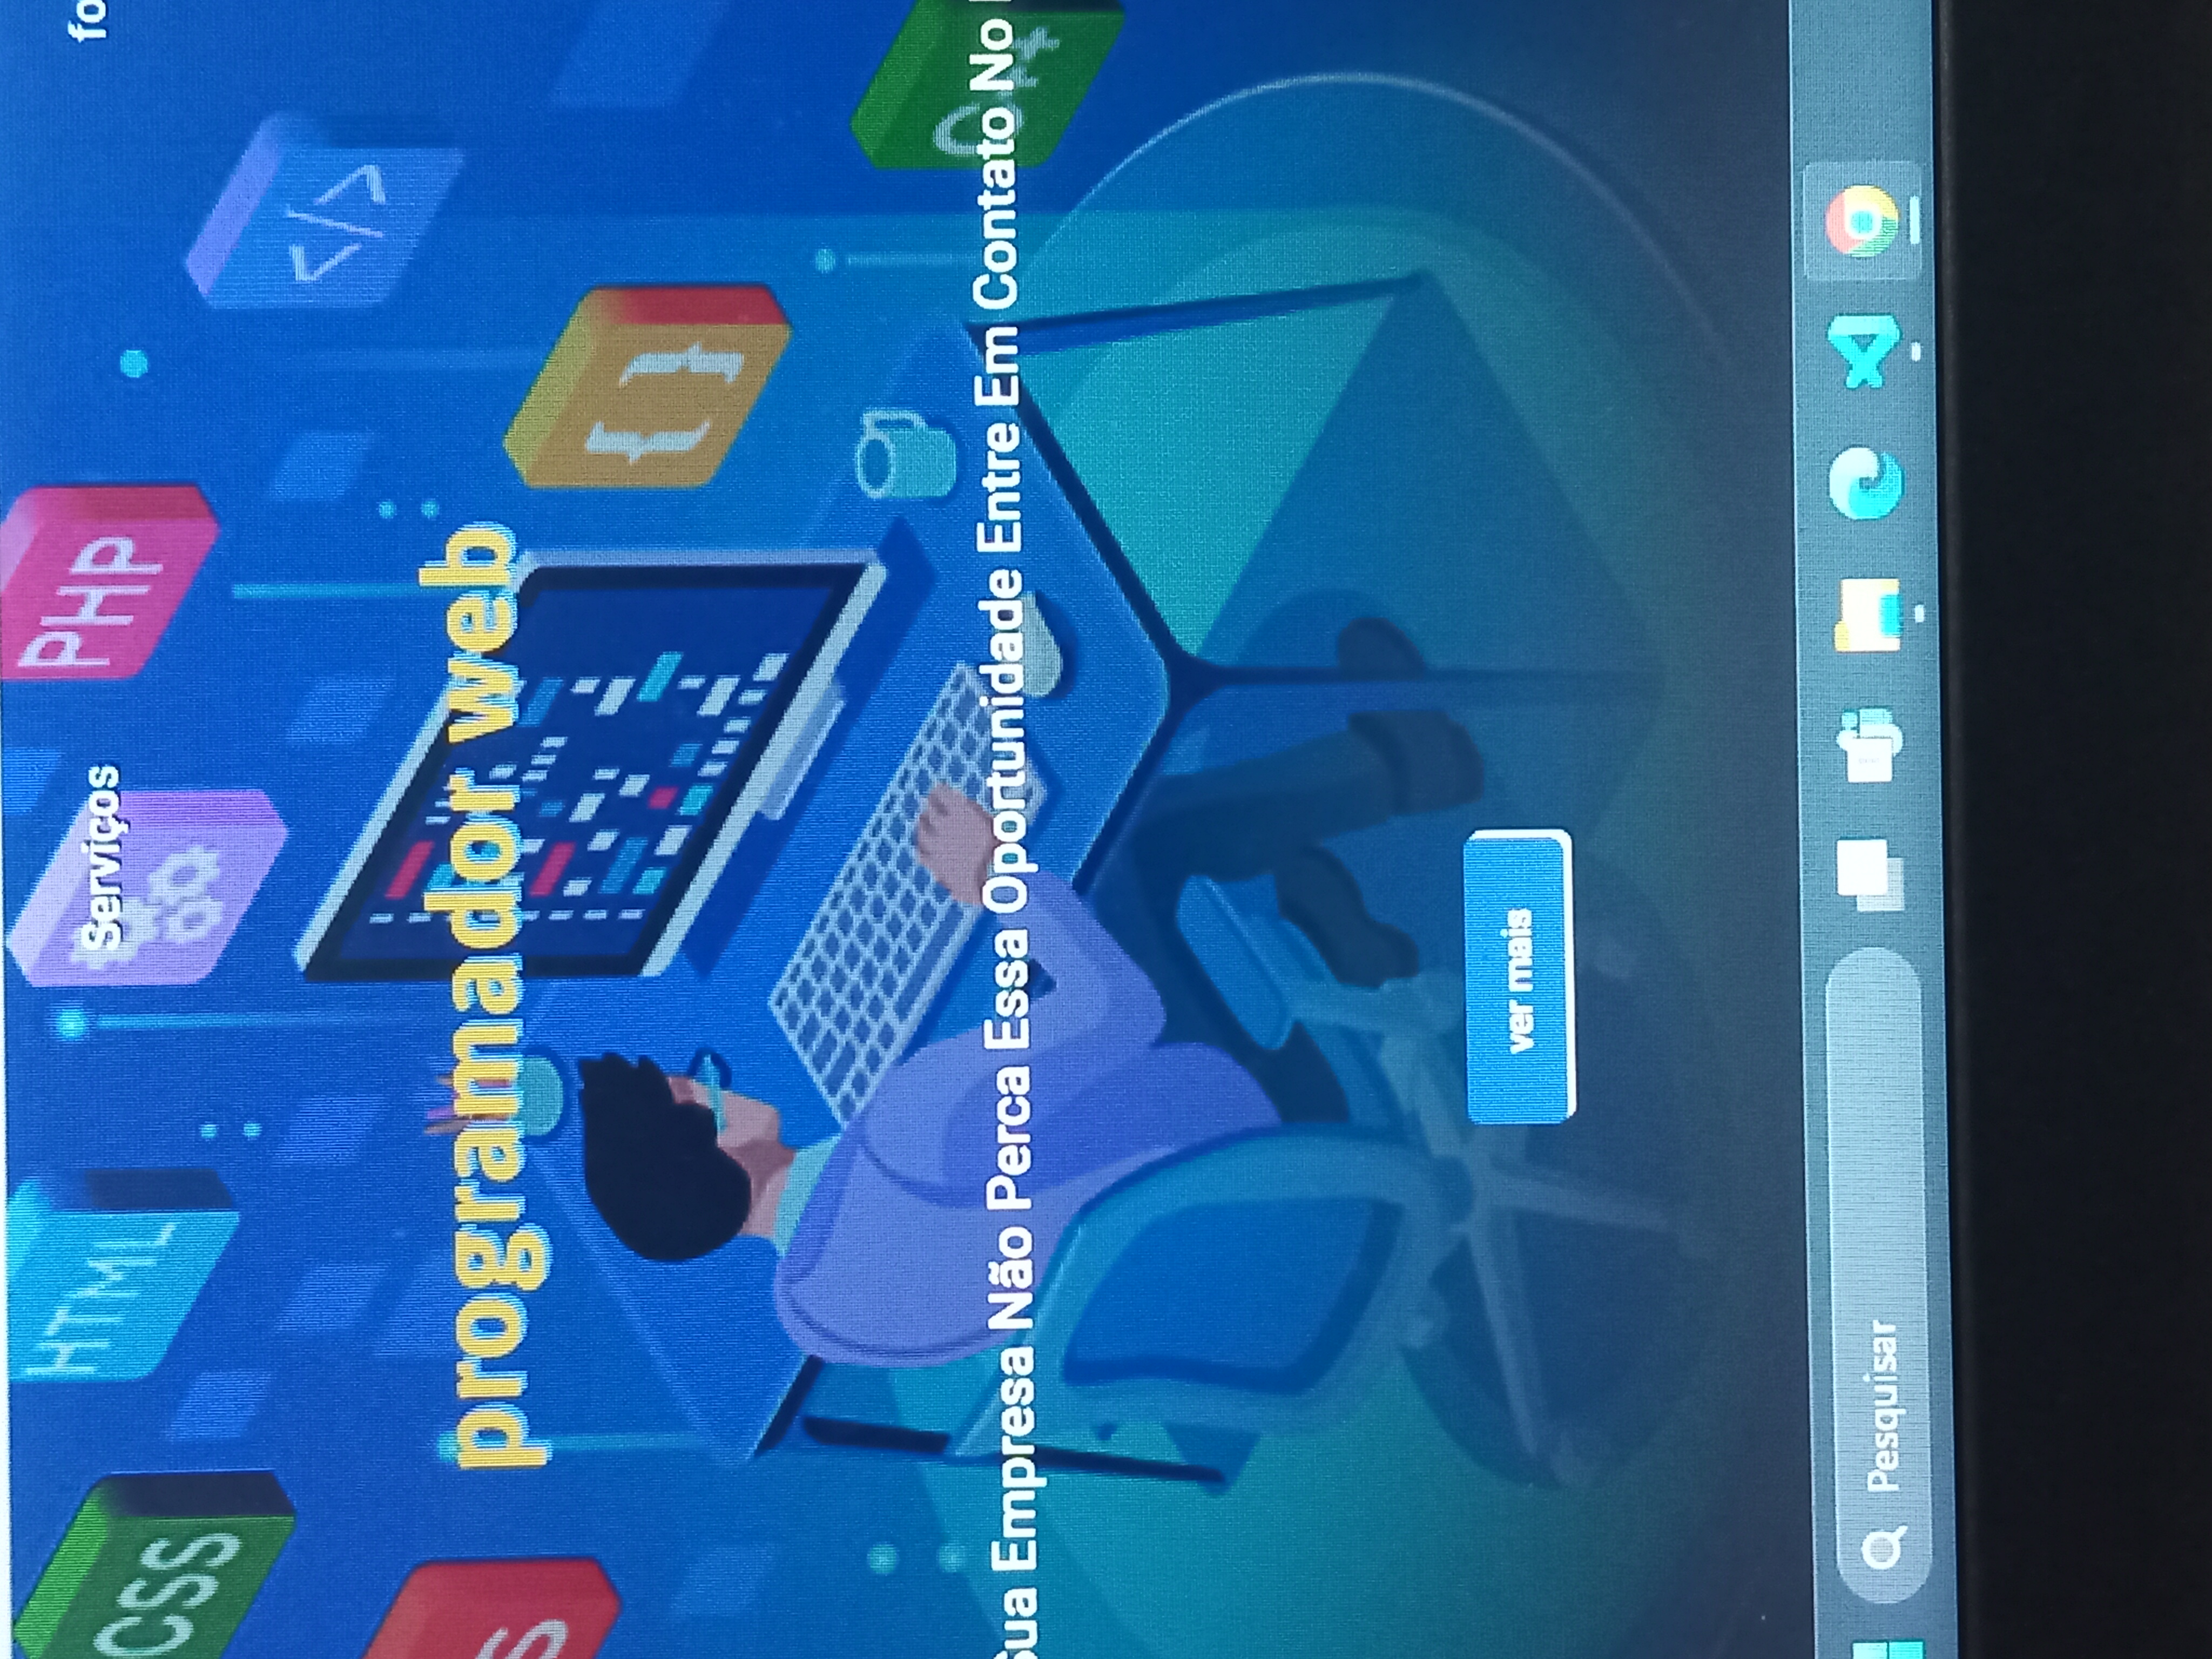 CSS
HTML
Serviços
PHP
</>
programador web
{ }
Sua Empresa Não Perca Essa Oportunidade Entre Em Contato No
C++
ver mais
Pesquisar